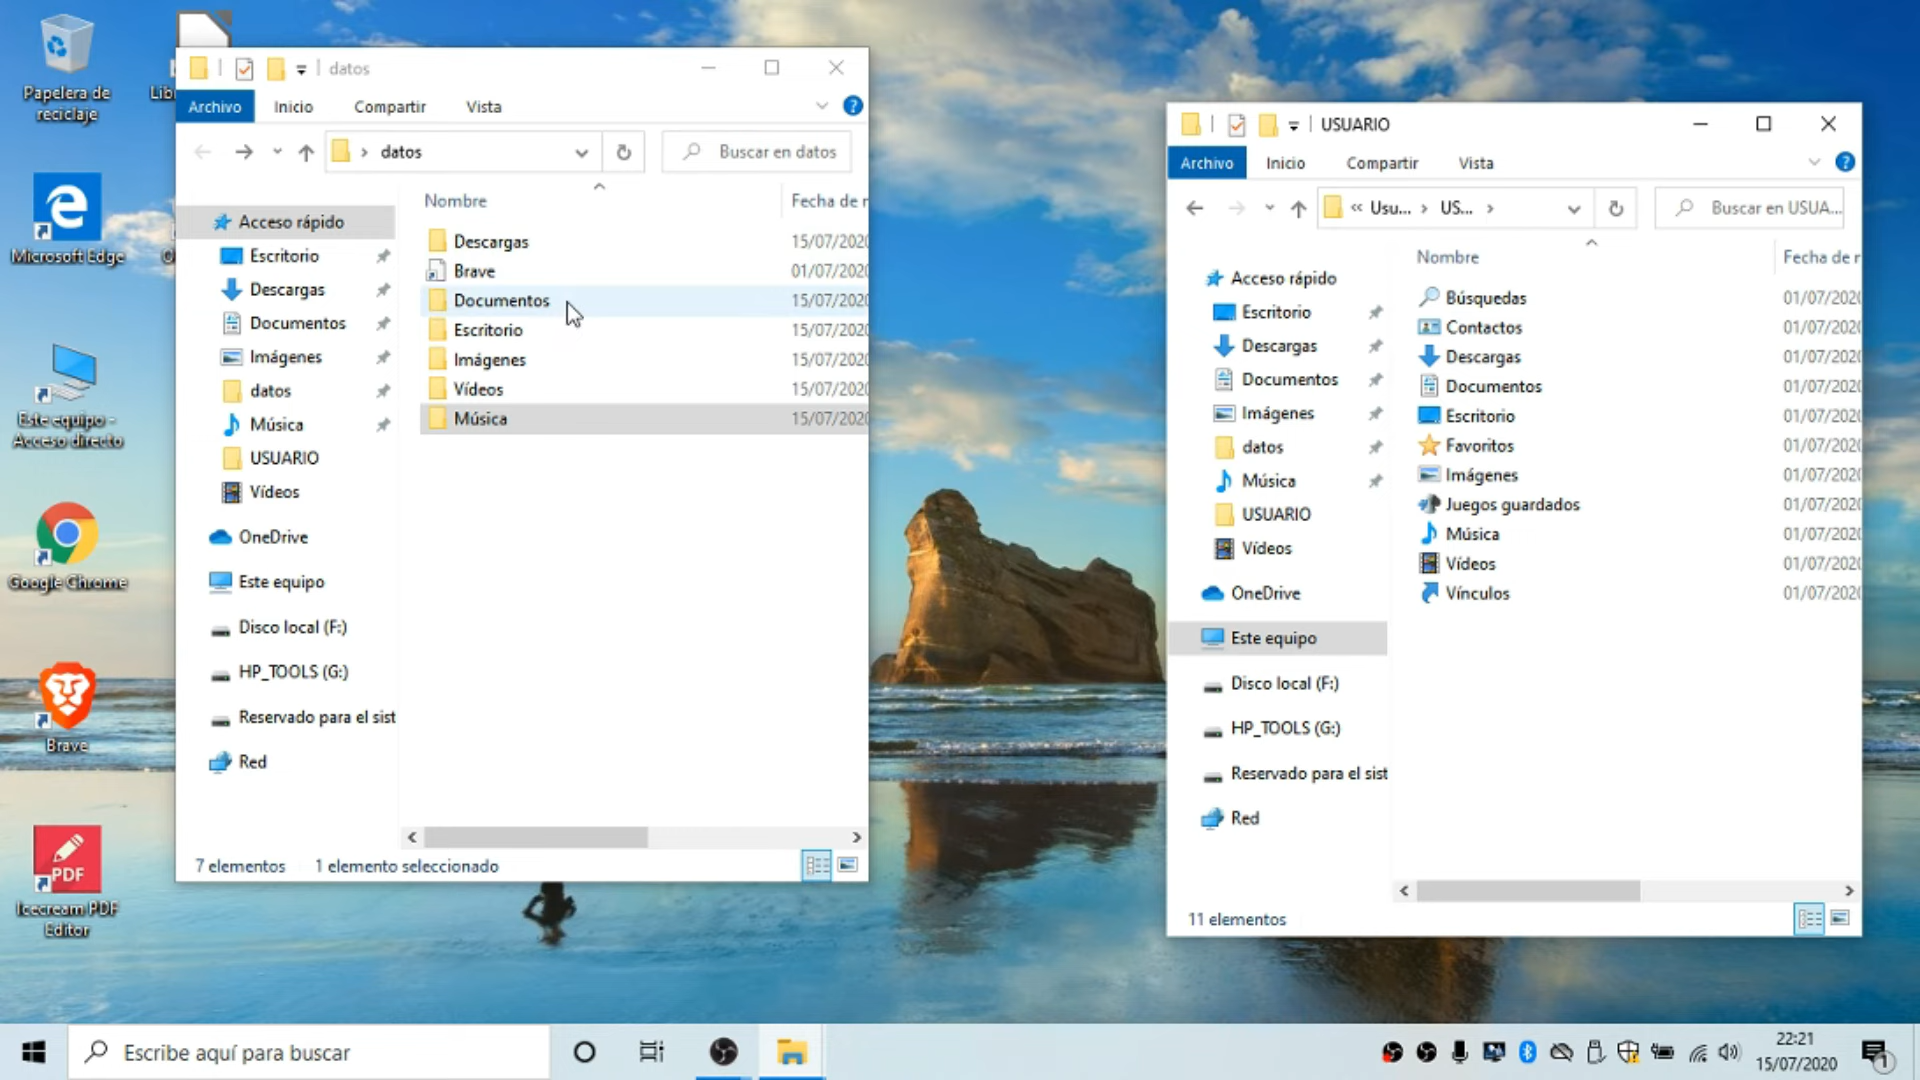 Papelera de
reciclaje
Microsoft Edge
Este equipo -
Acceso directo
Google Chrome
Brave
PDF
Icecream PDF
Editor
datos
Archivo
Inicio
Compartir
Vista
datos
Buscar en datos
Acceso rápido
Escritorio
Descargas
Documentos
Imágenes
datos
Música
USUARIO
Vídeos
OneDrive
Este equipo
Disco local (F:)
HP_TOOLS (G:)
Reservado para el sist
Red
Nombre
Fecha de r
Descargas 15/07/2020
Brave 01/07/2020
Documentos 15/07/2020
Escritorio 15/07/2020
Imágenes 15/07/2020
Vídeos 15/07/2020
Música 15/07/2020
7 elementos
1 elemento seleccionado
USUARIO
Archivo
Inicio
Compartir
Vista
« Usu... › US... ›
Buscar en USUA...
Acceso rápido
Escritorio
Descargas
Documentos
Imágenes
datos
Música
USUARIO
Vídeos
OneDrive
Este equipo
Disco local (F:)
HP_TOOLS (G:)
Reservado para el sist
Red
Nombre
Fecha de r
Búsquedas 01/07/2020
Contactos 01/07/2020
Descargas 01/07/2020
Documentos 01/07/2020
Escritorio 01/07/2020
Favoritos 01/07/2020
Imágenes 01/07/2020
Juegos guardados 01/07/2020
Música 01/07/2020
Vídeos 01/07/2020
Vínculos 01/07/2020
11 elementos
Escribe aquí para buscar
22:21
15/07/2020
1